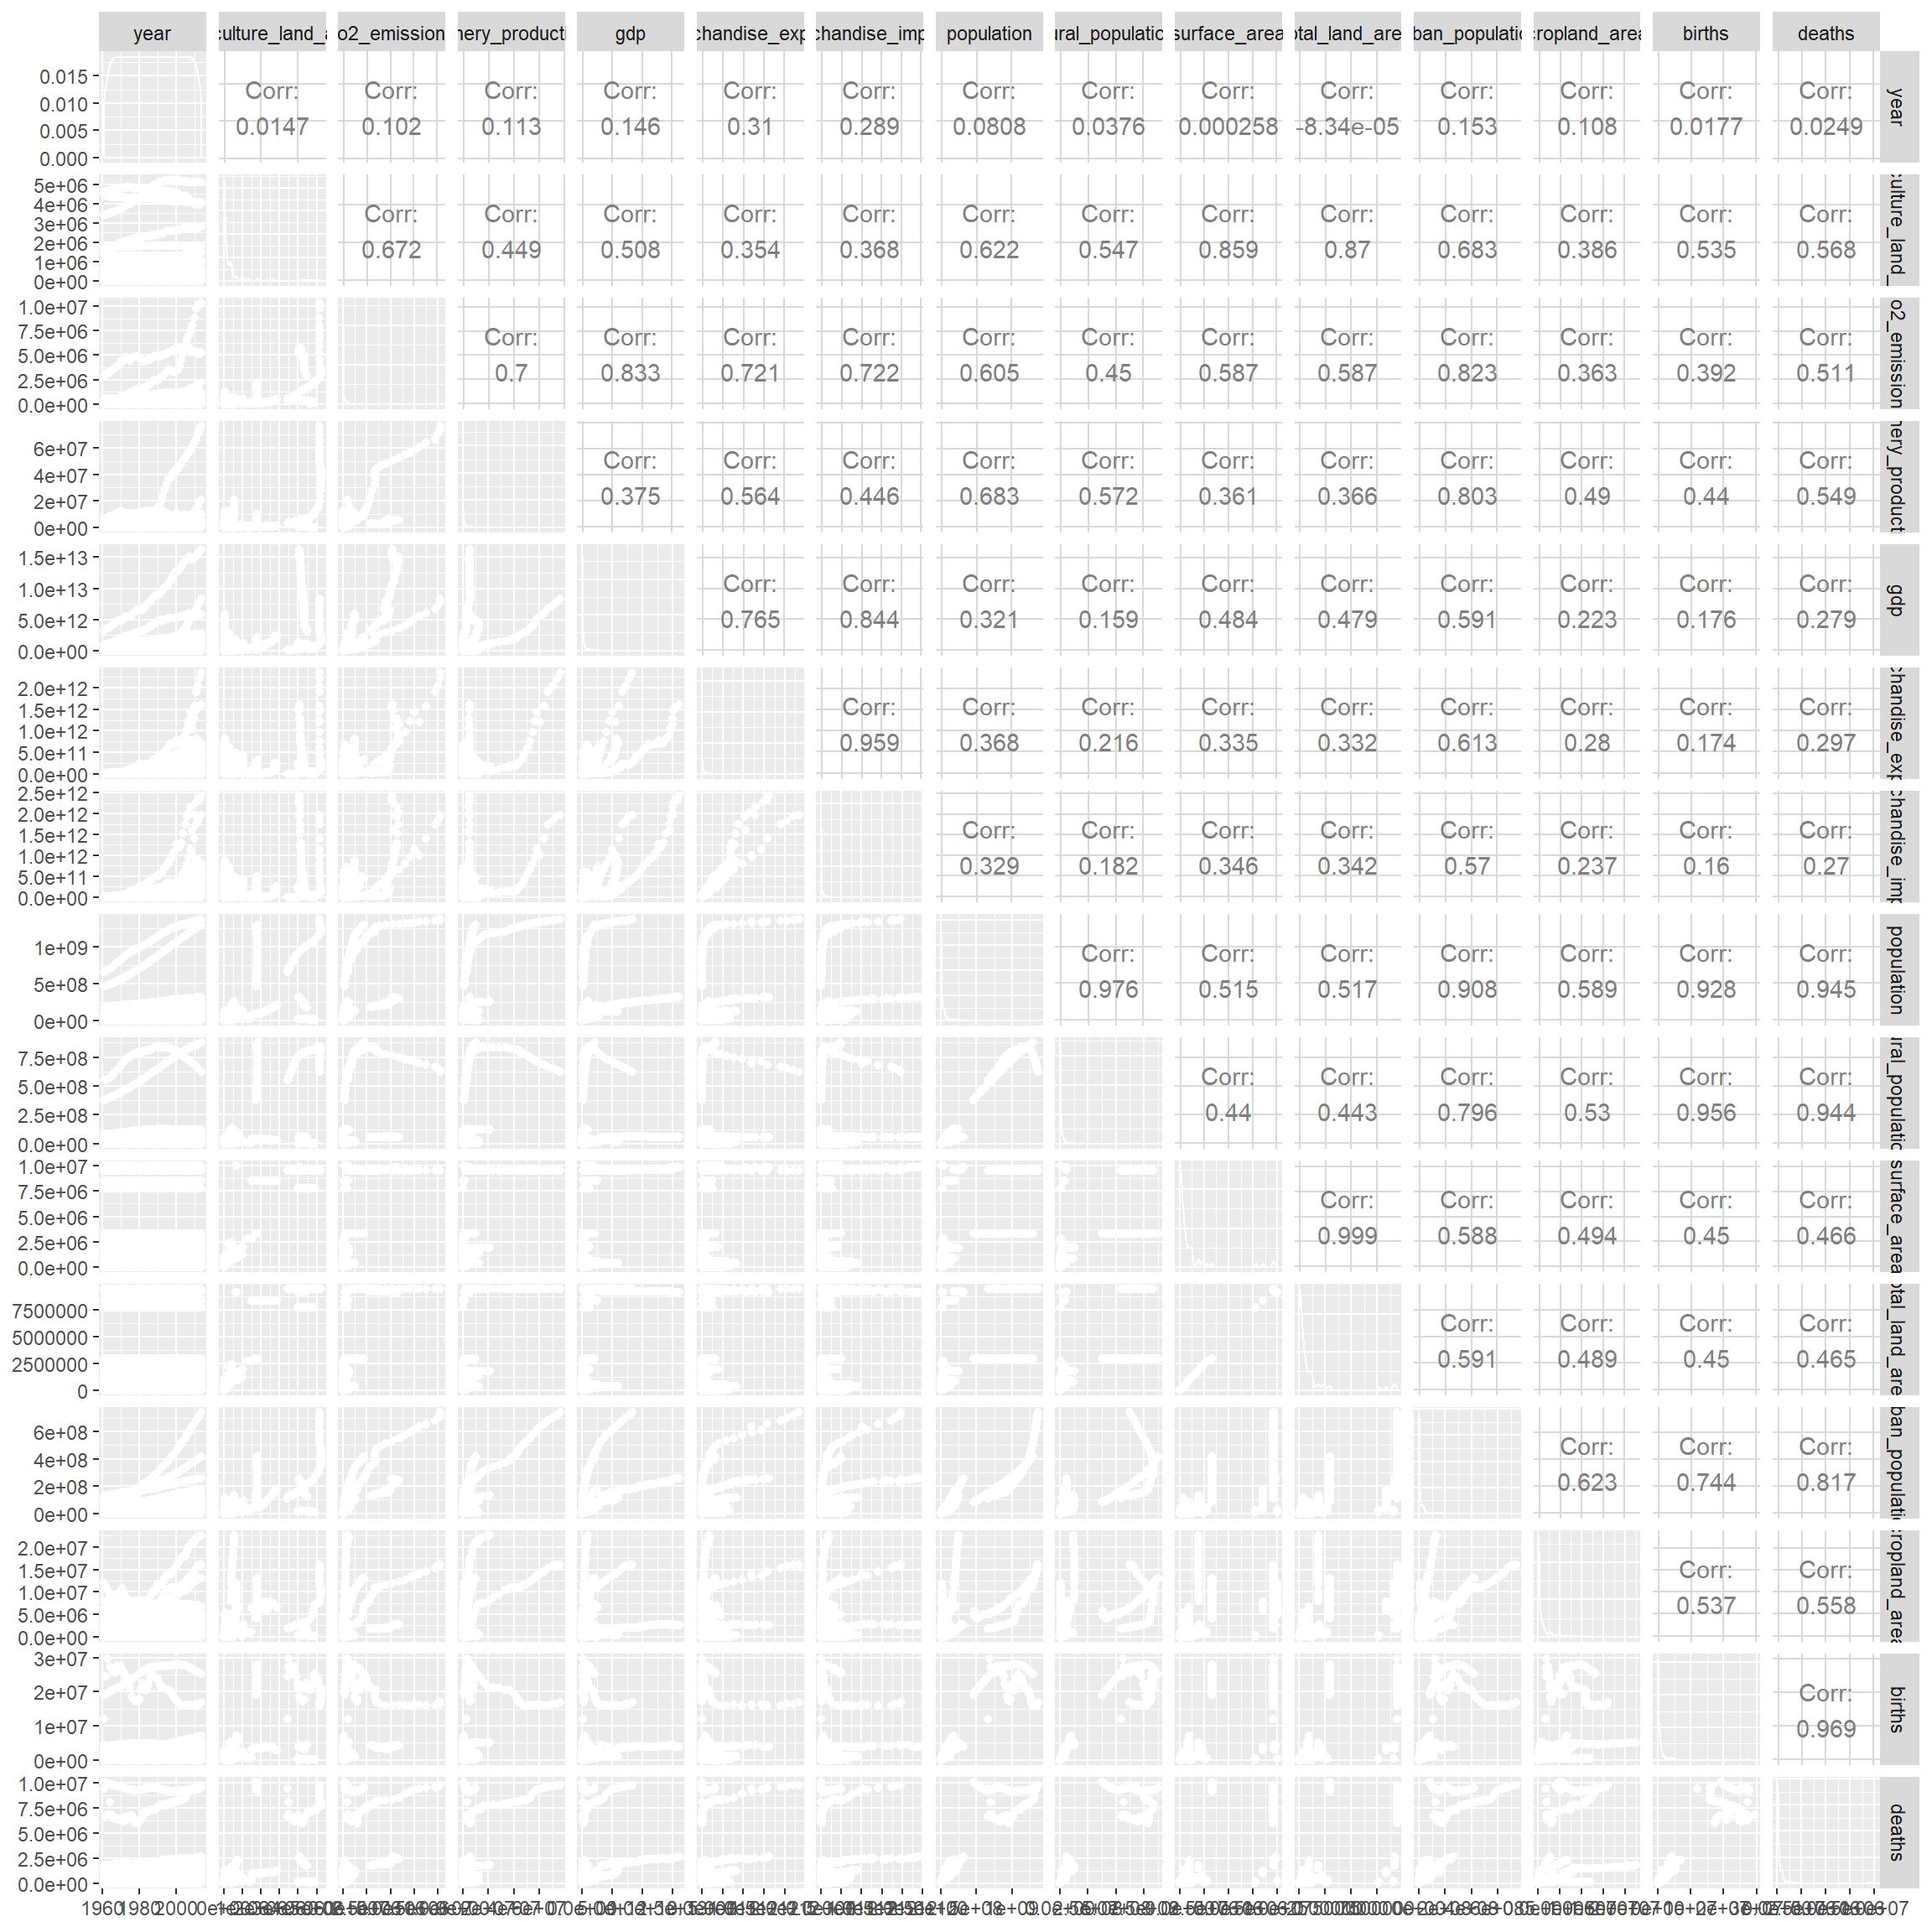 year culture_land_a o2_emission nery_producti gdp chandise_exp chandise_imp population ural_populatio surface_area otal_land_are ban_populatio cropland_area births deaths
0.015
0.010
0.005
0.000
Corr: Corr: Corr: Corr: Corr: Corr: Corr: Corr: Corr: Corr: Corr: Corr: Corr: Corr:
0.0147 0.102 0.113 0.146 0.31 0.289 0.0808 0.0376 0.000258 -8.34e-05 0.153 0.108 0.0177 0.0249
year
5e+06
4e+06
3e+06
2e+06
1e+06
0e+00
Corr: Corr: Corr: Corr: Corr: Corr: Corr: Corr: Corr: Corr: Corr: Corr: Corr:
0.672 0.449 0.508 0.354 0.368 0.622 0.547 0.859 0.87 0.683 0.386 0.535 0.568
culture_land_
1.0e+07
7.5e+06
5.0e+06
2.5e+06
0.0e+00
Corr: Corr: Corr: Corr: Corr: Corr: Corr: Corr: Corr: Corr: Corr: Corr:
0.7 0.833 0.721 0.722 0.605 0.45 0.587 0.587 0.823 0.363 0.392 0.511
o2_emission
6e+07
4e+07
2e+07
0e+00
Corr: Corr: Corr: Corr: Corr: Corr: Corr: Corr: Corr: Corr: Corr:
0.375 0.564 0.446 0.683 0.572 0.361 0.366 0.803 0.49 0.44 0.549
nery_product
1.5e+13
1.0e+13
5.0e+12
0.0e+00
Corr: Corr: Corr: Corr: Corr: Corr: Corr: Corr: Corr: Corr:
0.765 0.844 0.321 0.159 0.484 0.479 0.591 0.223 0.176 0.279
gdp
2.0e+12
1.5e+12
1.0e+12
5.0e+11
0.0e+00
Corr: Corr: Corr: Corr: Corr: Corr: Corr: Corr: Corr:
0.959 0.368 0.216 0.335 0.332 0.613 0.28 0.174 0.297
chandise_exp
2.5e+12
2.0e+12
1.5e+12
1.0e+12
5.0e+11
0.0e+00
Corr: Corr: Corr: Corr: Corr: Corr: Corr: Corr:
0.329 0.182 0.346 0.342 0.57 0.237 0.16 0.27
chandise_imp
1e+09
5e+08
0e+00
Corr: Corr: Corr: Corr: Corr: Corr: Corr:
0.976 0.515 0.517 0.908 0.589 0.928 0.945
population
7.5e+08
5.0e+08
2.5e+08
0.0e+00
Corr: Corr: Corr: Corr: Corr: Corr:
0.44 0.443 0.796 0.53 0.956 0.944
ural_populatio
1.0e+07
7.5e+06
5.0e+06
2.5e+06
0.0e+00
Corr: Corr: Corr: Corr: Corr:
0.999 0.588 0.494 0.45 0.466
surface_area
7500000
5000000
2500000
0
Corr: Corr: Corr: Corr:
0.591 0.489 0.45 0.465
otal_land_are
6e+08
4e+08
2e+08
0e+00
Corr: Corr: Corr:
0.623 0.744 0.817
ban_populatio
2.0e+07
1.5e+07
1.0e+07
5.0e+06
0.0e+00
Corr: Corr:
0.537 0.558
cropland_area
3e+07
2e+07
1e+07
0e+00
Corr:
0.969
births
1.0e+07
7.5e+06
5.0e+06
2.5e+06
0.0e+00
deaths
1960 1980 2000